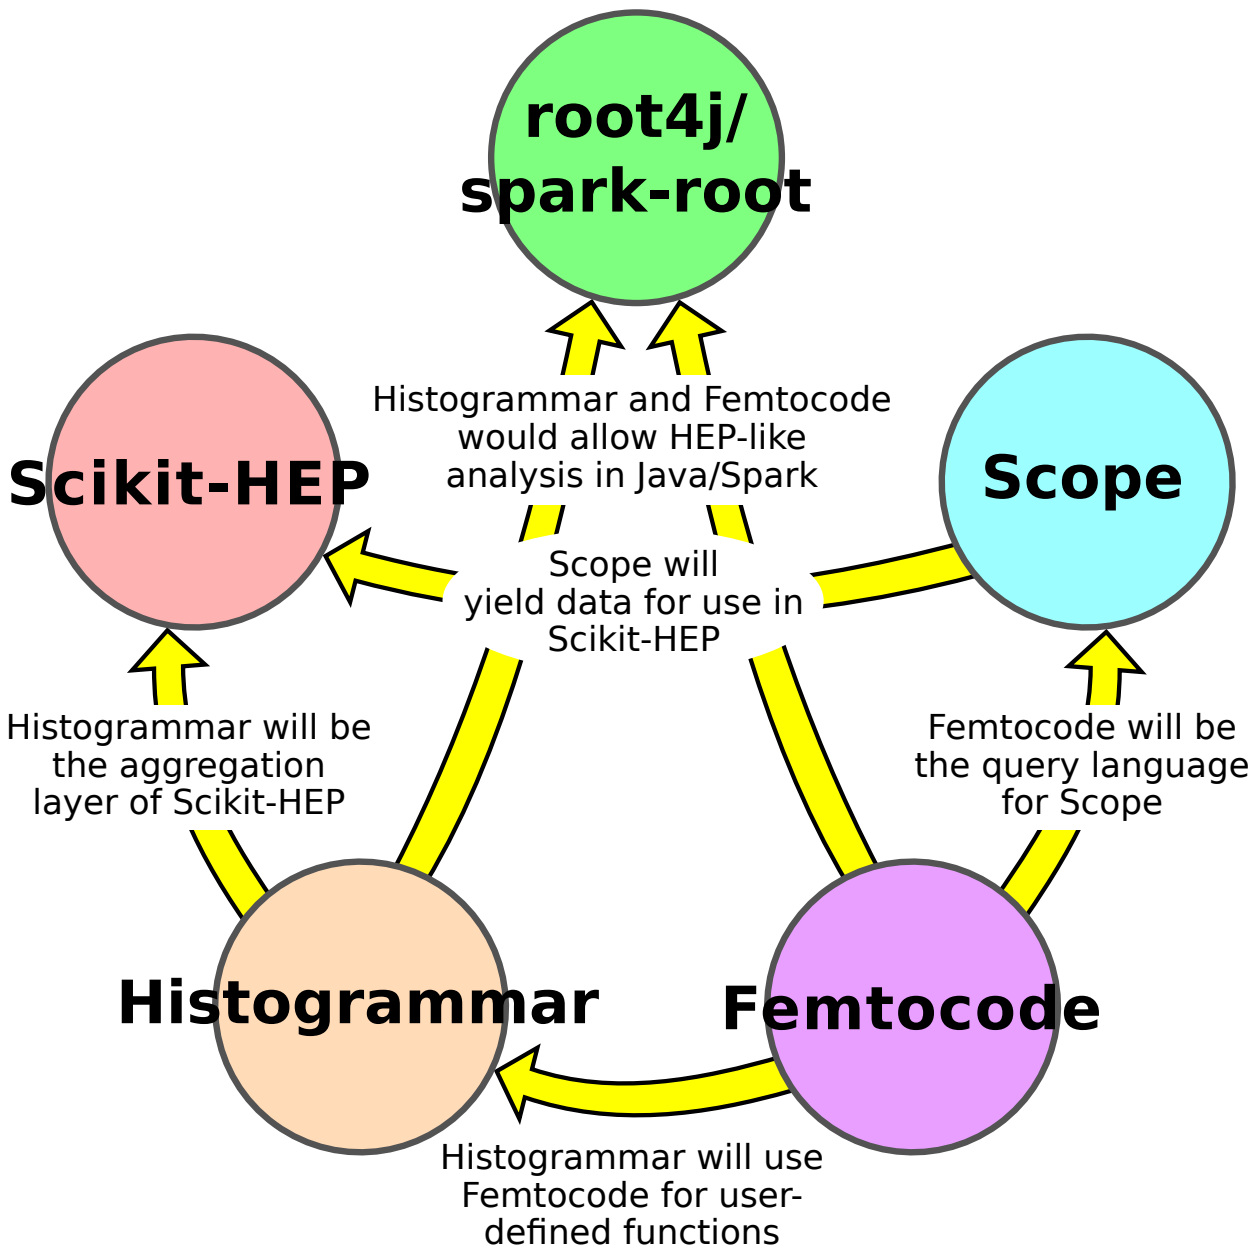 root4j/
spark-root
Histogrammar and Femtocode
would allow HEP-like
analysis in Java/Spark
Scikit-HEP
Scope
Scope will
yield data for use in
Scikit-HEP
Histogrammar will be
the aggregation
layer of Scikit-HEP
Femtocode will be
the query language
for Scope
Histogrammar
Femtocode
Histogrammar will use
Femtocode for user-
defined functions